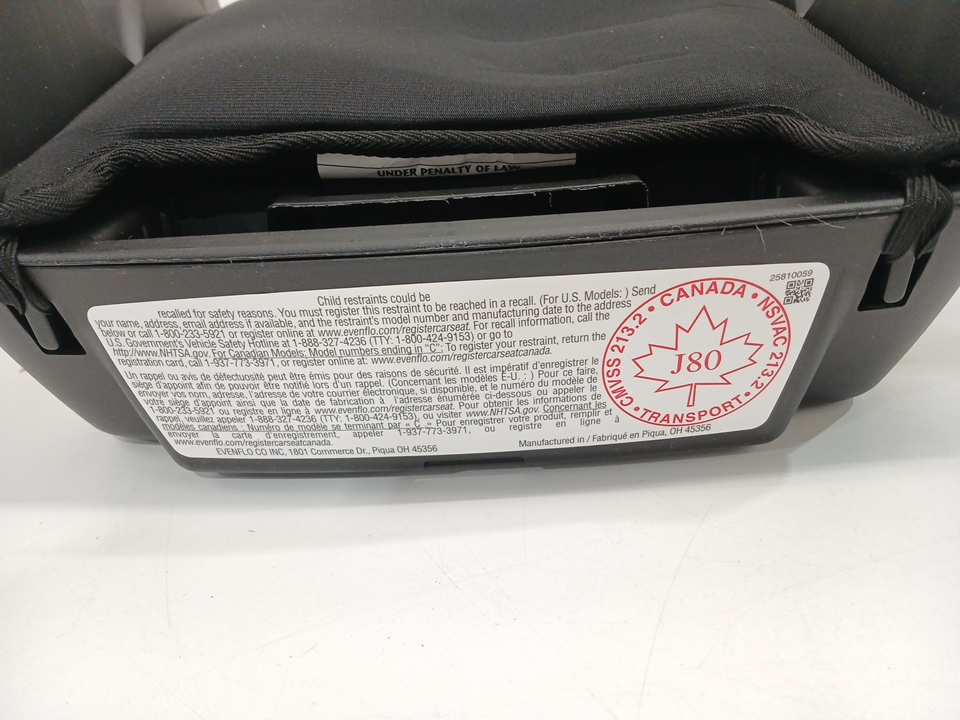 UNDER PENALTY OF LAW
Child restraints could be
recalled for safety reasons. You must register this restraint to be reached in a recall. (For U.S. Models: ) Send
your name, address, email address if available, and the restraint's model number and manufacturing date to the address
below or call 1-800-233-5921 or register online at www.evenflo.com/registercarseat. For recall information, call the
U.S. Government's Vehicle Safety Hotline at 1-888-327-4236 (TTY: 1-800-424-9153) or go to
http://www.NHTSA.gov. For Canadian Models; Model numbers ending in "C": To register your restraint, return the
registration card, call 1-937-773-3971, or register online at: www.evenflo.com/registercarseatcanada.
Un rappel ou avis de défectuosité peut être émis pour des raisons de sécurité. Il est impératif d'enregistrer le
siège d'appoint afin de pouvoir être notifié lors d'un rappel. (Concernant les modèles E-U. : ) Pour ce faire,
envoyer vos nom, adresse, l'adresse de votre courrier électronique, si disponible, et le numéro du modèle de
votre siège d'appoint ainsi que la date de fabrication à l'adresse énumérée ci-dessous ou appeler le
1-800-233-5921 ou registre en ligne à www.evenflo.com/registercarseat. Pour obtenir les informations de
rappel, veuillez appeler 1-888-327-4236 (TTY: 1-800-424-9153), ou visiter www.NHTSA.gov. Concernant les
modèles canadiens : Numéro de modèle se terminant par « C » Pour enregistrer votre produit, remplir et
envoyer la carte d'enregistrement, appeler 1-937-773-3971, ou registre en ligne à
www.evenflo.com/registercarseatcanada.
EVENFLO CO INC, 1801 Commerce Dr., Piqua OH 45356
Manufactured in / Fabriqué en Piqua, OH 45356
25810059
CMVSS 213.2 • CANADA • NSVAC 213.2
J80
• TRANSPORT •